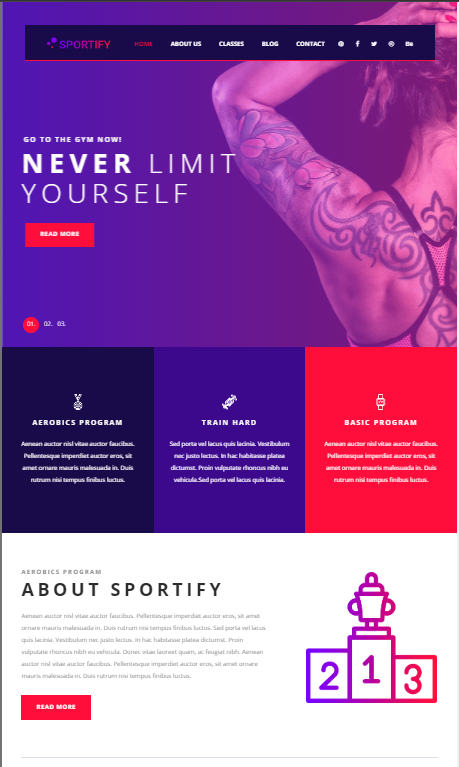 SPORTIFY HOME ABOUT US CLASSES BLOG CONTACT
GO TO THE GYM NOW!
NEVER LIMIT
YOURSELF
READ MORE
01. 02. 03.
AEROBICS PROGRAM
Aenean auctor nisl vitae auctor faucibus.
Pellentesque imperdiet auctor eros, sit
amet ornare mauris malesuada in. Duis
rutrum nisi tempus finibus luctus.
TRAIN HARD
Sed porta vel lacus quis lacinia. Vestibulum
nec justo lectus. In hac habitasse platea
dictumst. Proin vulputate rhoncus nibh eu
vehicula.Sed porta vel lacus quis lacinia.
BASIC PROGRAM
Aenean auctor nisl vitae auctor faucibus.
Pellentesque imperdiet auctor eros, sit
amet ornare mauris malesuada in. Duis
rutrum nisi tempus finibus luctus.
AEROBICS PROGRAM
ABOUT SPORTIFY
Aenean auctor nisl vitae auctor faucibus. Pellentesque imperdiet auctor eros, sit amet
ornare mauris malesuada in. Duis rutrum nisi tempus finibus luctus. Sed porta vel lacus
quis lacinia. Vestibulum nec justo lectus. In hac habitasse platea dictumst. Proin
vulputate rhoncus nibh eu vehicula. Donec vitae laoreet quam, ac feugiat nibh. Aenean
auctor nisl vitae auctor faucibus. Pellentesque imperdiet auctor eros, sit amet ornare
mauris malesuada in. Duis rutrum nisi tempus finibus luctus.
READ MORE
2 1 3